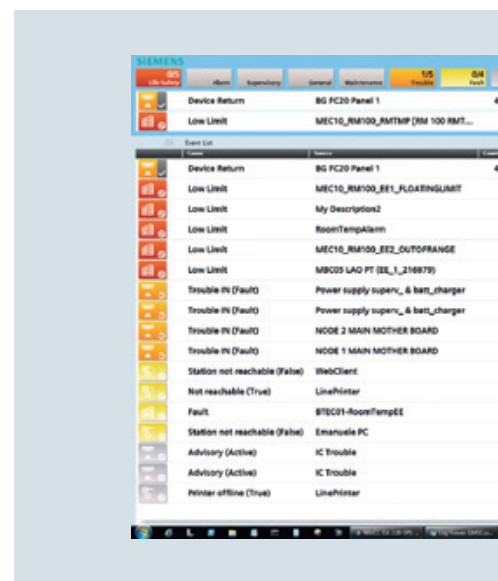 SIEMENS
0/5 1/5 0/4
Life Safety Alarm Supervisory General Maintenance Trouble Fault
Device Return BG FC20 Panel 1 4
Low Limit MEC10_RM100_RMTMP [RM 100 RMT...
Event List
Cause Source
Device Return BG FC20 Panel 1 4
Low Limit MEC10_RM100_EE1_FLOATINGLIMIT
Low Limit My Description2
Low Limit RoomTempAlarm
Low Limit MEC10_RM100_EE2_OUTOFRANGE
Low Limit MBC05 LAO PT (EE_1_216879)
Trouble IN (Fault) Power supply superv_ & batt_charger
Trouble IN (Fault) Power supply superv_ & batt_charger
Trouble IN (Fault) NODE 2 MAIN MOTHER BOARD
Trouble IN (Fault) NODE 1 MAIN MOTHER BOARD
Station not reachable (False) WebClient
Not reachable (True) LinePrinter
Fault BTEC01-RoomTempEE
Station not reachable (False) Emanuele PC
Advisory (Active) IC Trouble
Advisory (Active) IC Trouble
Printer offline (True) LinePrinter